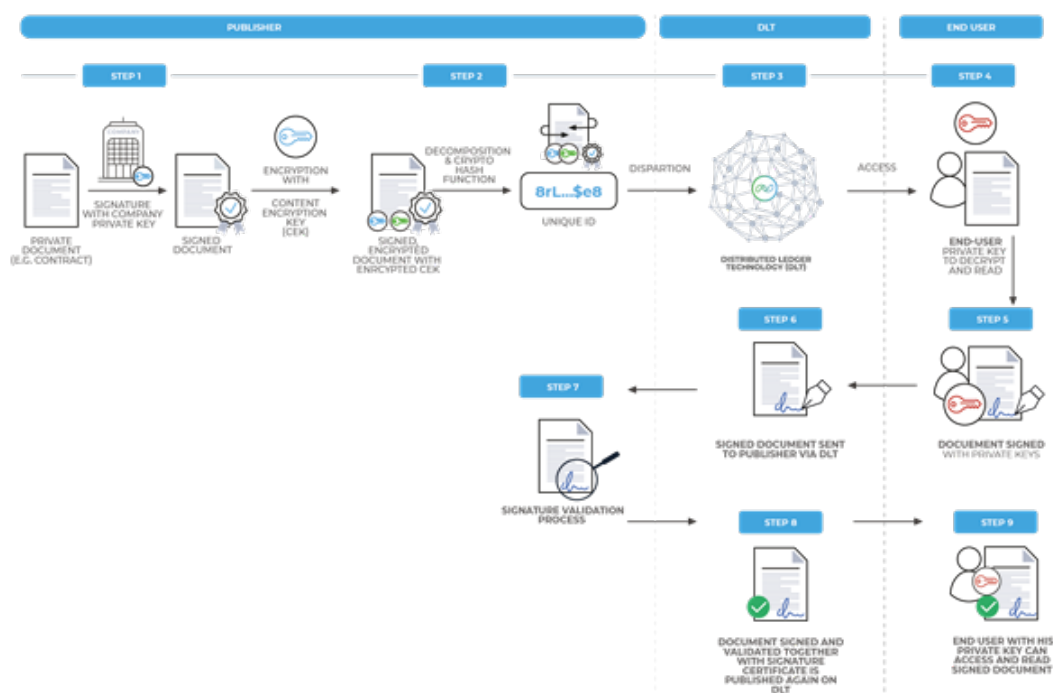 PUBLISHER
DLT
END USER
STEP 1
STEP 2
STEP 3
STEP 4
COMPANY
SIGNATURE
WITH COMPANY
PRIVATE KEY
PRIVATE
DOCUMENT
(E.G. CONTRACT)
SIGNED
DOCUMENT
ENCRYPTION
WITH
CONTENT
ENCRYPTION
KEY
(CEK)
SIGNED,
ENCRYPTED
DOCUMENT WITH
ENRCYPTED CEK
DECOMPOSITION
& CRYPTO
HASH
FUNCTION
8rL...$e8
UNIQUE ID
DISPARTION
DISTRIBUTED LEDGER
TECHNOLOGY (DLT)
ACCESS
END-USER
PRIVATE KEY
TO DECRYPT
AND READ
STEP 5
DOCUEMENT SIGNED
WITH PRIVATE KEYS
STEP 6
SIGNED DOCUMENT SENT
TO PUBLISHER VIA DLT
STEP 7
SIGNATURE VALIDATION
PROCESS
STEP 8
DOCUMENT SIGNED AND
VALIDATED TOGETHER
WITH SIGNATURE
CERTIFICATE IS
PUBLISHED AGAIN ON
DLT
STEP 9
END USER WITH HIS
PRIVATE KEY CAN
ACCESS AND READ
SIGNED DOCUMENT